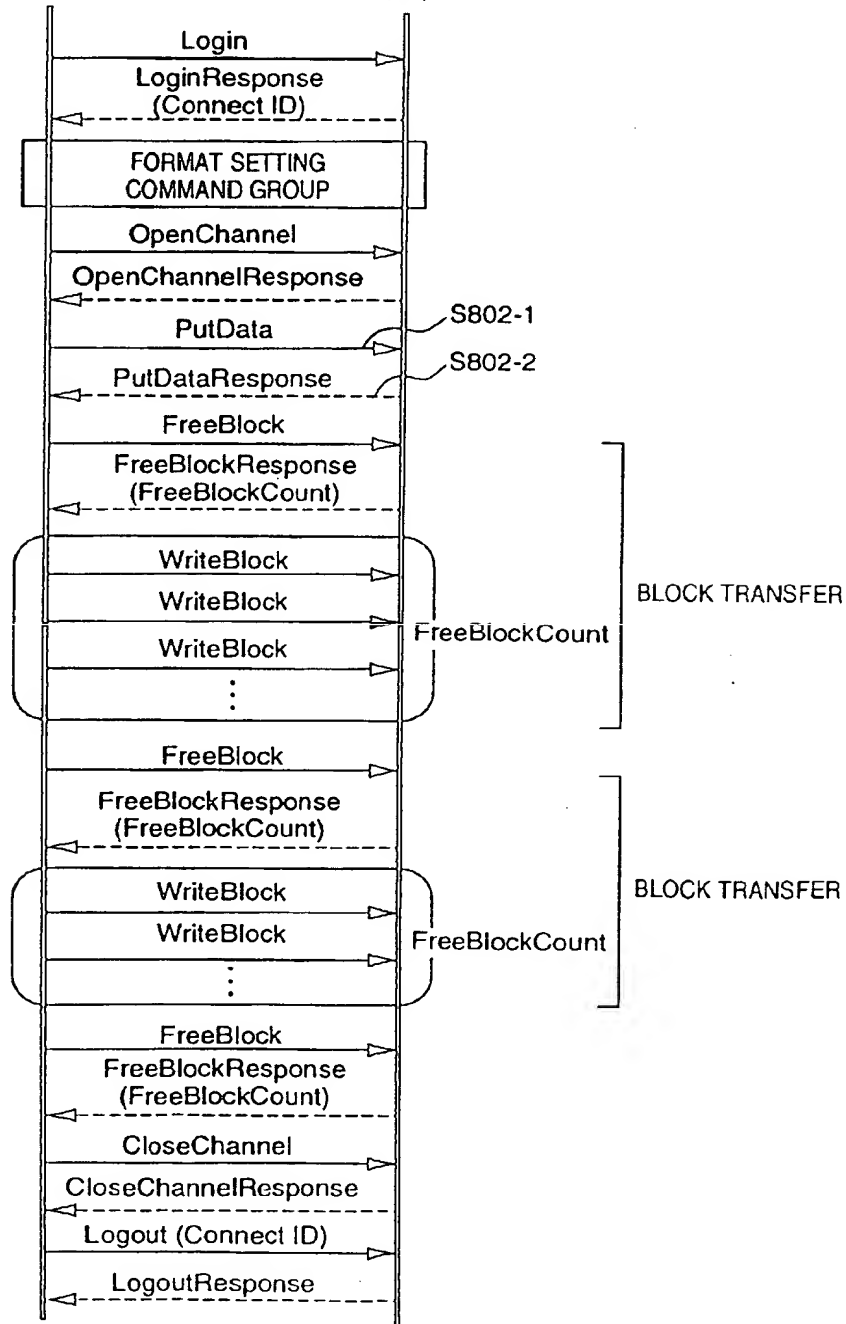 Login
LoginResponse
(Connect ID)
FORMAT SETTING
COMMAND GROUP
OpenChannel
OpenChannelResponse
PutData
S802-1
PutDataResponse
S802-2
FreeBlock
FreeBlockResponse
(FreeBlockCount)
WriteBlock
WriteBlock
WriteBlock
FreeBlockCount
BLOCK TRANSFER
FreeBlock
FreeBlockResponse
(FreeBlockCount)
WriteBlock
WriteBlock
FreeBlockCount
BLOCK TRANSFER
FreeBlock
FreeBlockResponse
(FreeBlockCount)
CloseChannel
CloseChannelResponse
Logout (Connect ID)
LogoutResponse